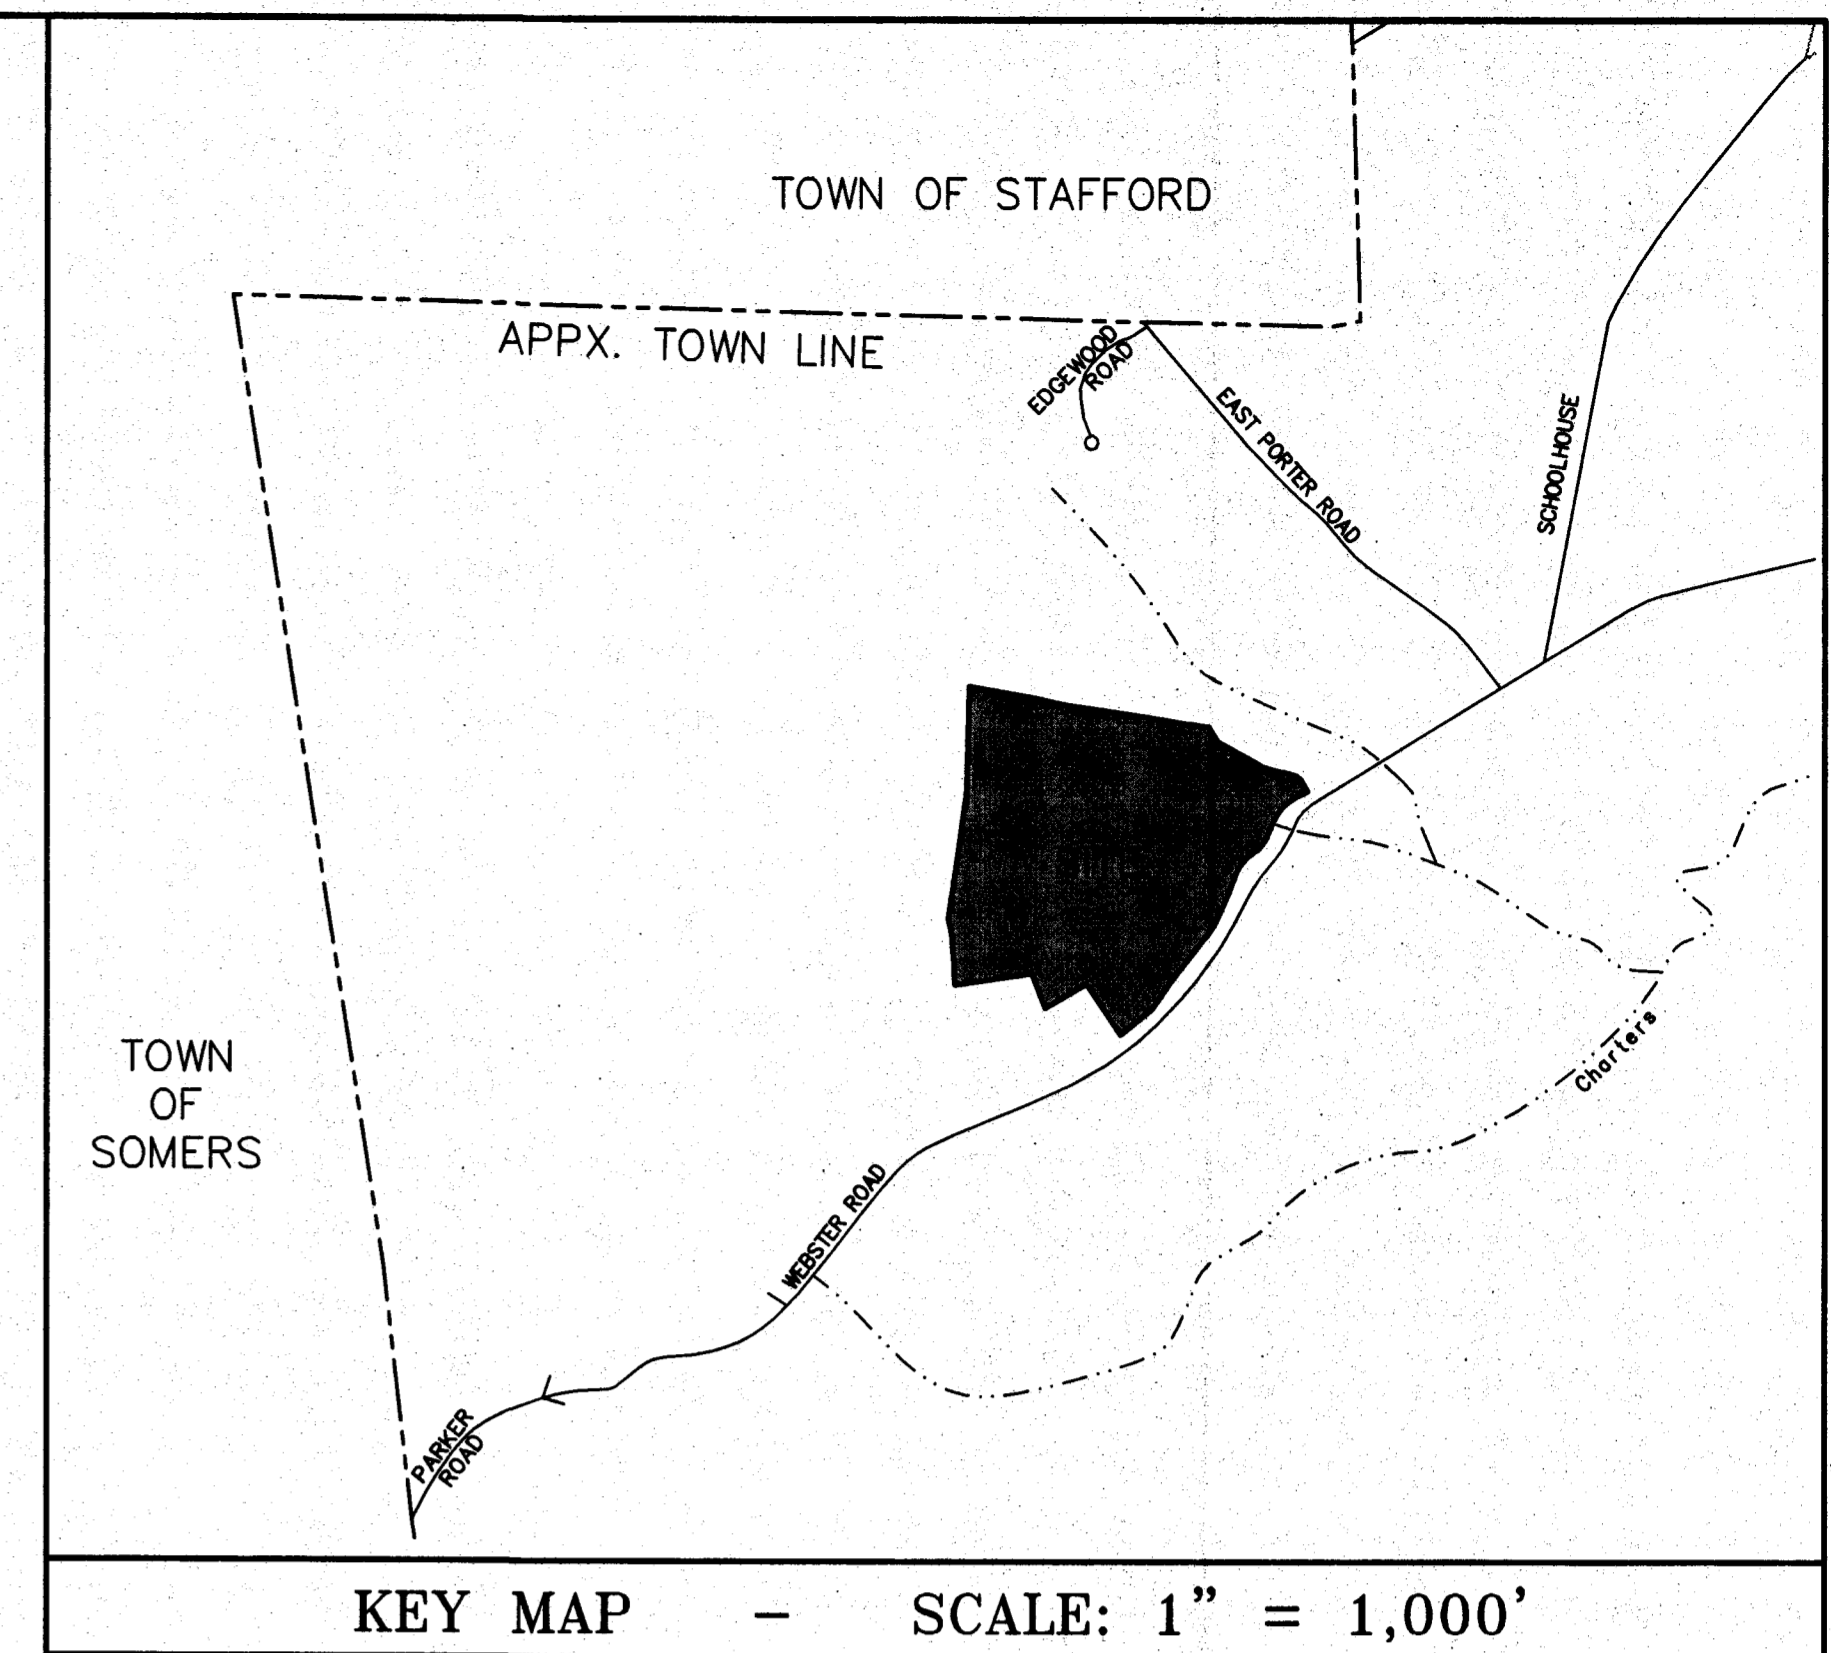 TOWN OF STAFFORD
APPX. TOWN LINE
EDGEWOOD
ROAD
EAST PORTER ROAD
SCHOOLHOUSE
TOWN
OF
SOMERS
Charters
WEBSTER ROAD
PARKER
ROAD
KEY MAP - SCALE: 1" = 1,000'